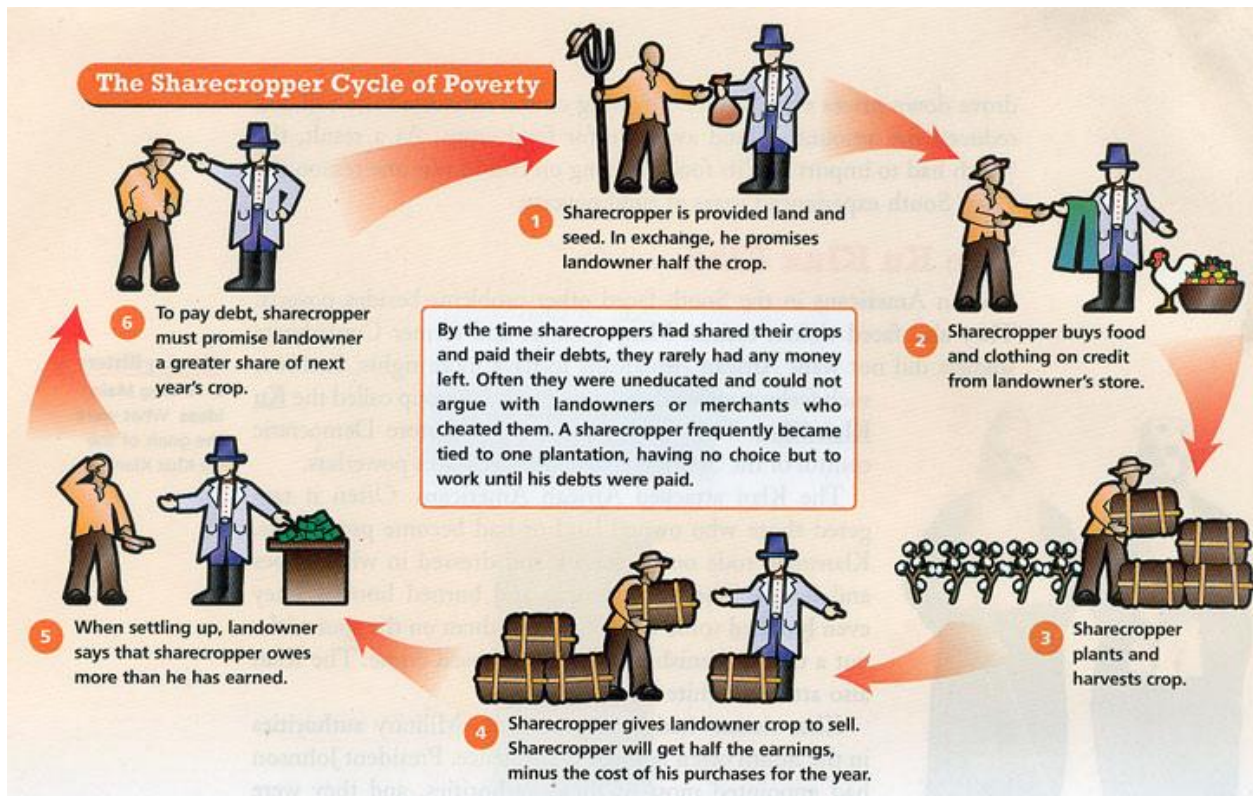 The Sharecropper Cycle of Poverty
1
Sharecropper is provided land and
seed. In exchange, he promises
landowner half the crop.
2
Sharecropper buys food
and clothing on credit
from landowner's store.
3
Sharecropper
plants and
harvests crop.
4
Sharecropper gives landowner crop to sell.
Sharecropper will get half the earnings,
minus the cost of his purchases for the year.
5
When settling up, landowner
says that sharecropper owes
more than he has earned.
6
To pay debt, sharecropper
must promise landowner
a greater share of next
year's crop.
By the time sharecroppers had shared their crops
and paid their debts, they rarely had any money
left. Often they were uneducated and could not
argue with landowners or merchants who
cheated them. A sharecropper frequently became
tied to one plantation, having no choice but to
work until his debts were paid.